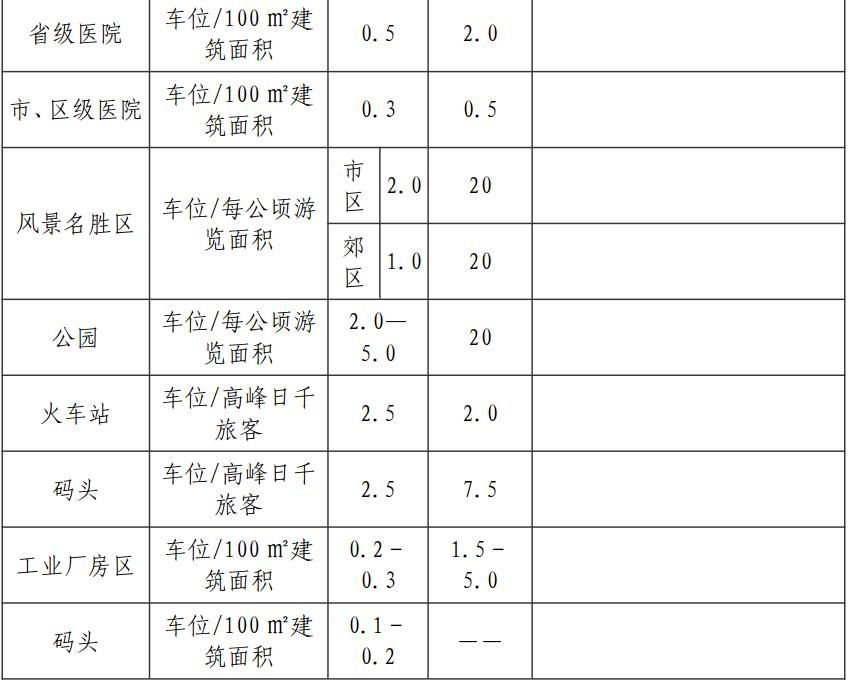 省级医院
车位/100 ㎡建
筑面积
0.5
2.0
市、区级医院
车位/100 ㎡建
筑面积
0.3
0.5
风景名胜区
车位/每公顷游
览面积
市
区
2.0
20
郊
区
1.0
20
公园
车位/每公顷游
览面积
2.0—
5.0
20
火车站
车位/高峰日千
旅客
2.5
2.0
码头
车位/高峰日千
旅客
2.5
7.5
工业厂房区
车位/100 ㎡建
筑面积
0.2-
0.3
1.5-
5.0
码头
车位/100 ㎡建
筑面积
0.1-
0.2
——